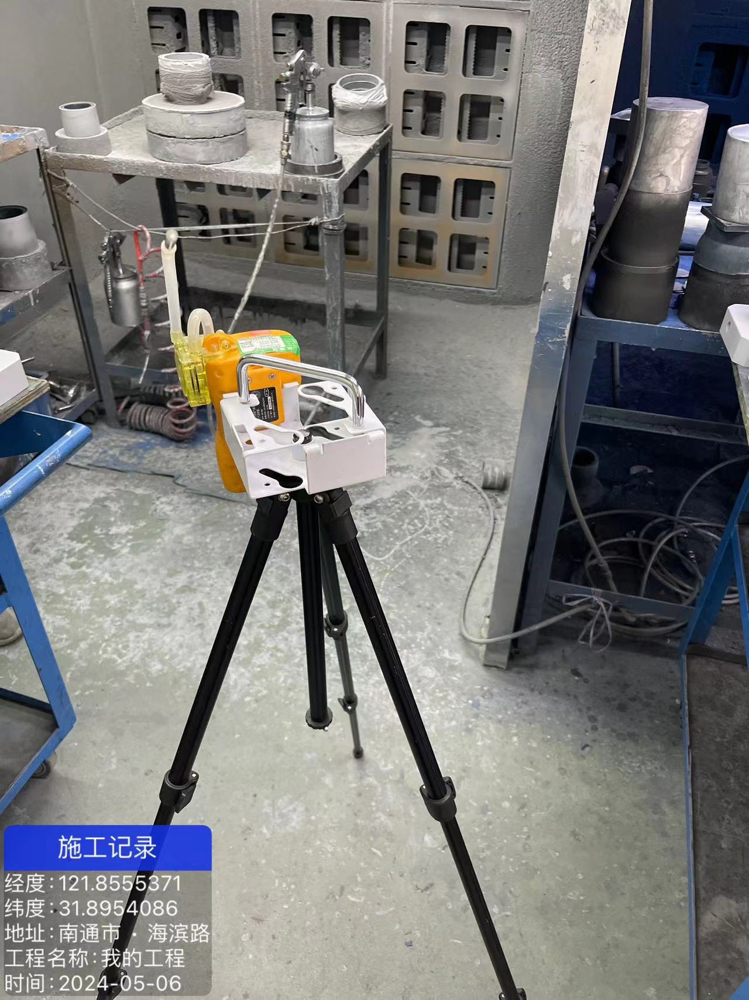 施工记录
经度:121.8555371
纬度:31.8954086
地址:南通市·海滨路
工程名称:我的工程
时间:2024-05-06